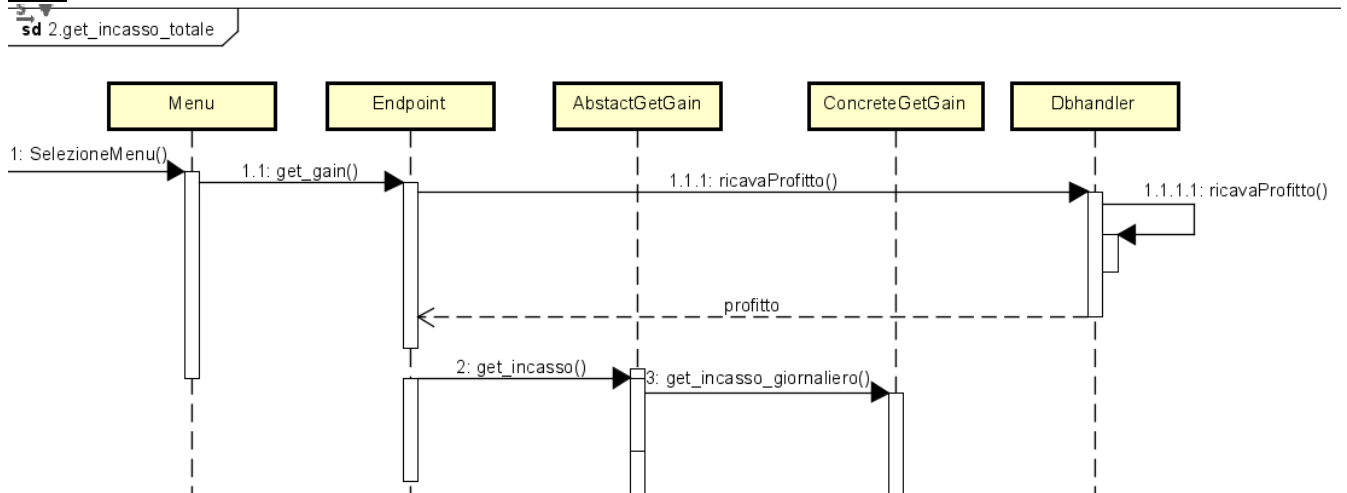 sd 2.get_incasso_totale
Menu
Endpoint
AbstactGetGain
ConcreteGetGain
Dbhandler
1: SelezioneMenu()
1.1: get_gain()
1.1.1: ricavaProfitto()
1.1.1.1: ricavaProfitto()
profitto
2: get_incasso()
3: get_incasso_giornaliero()